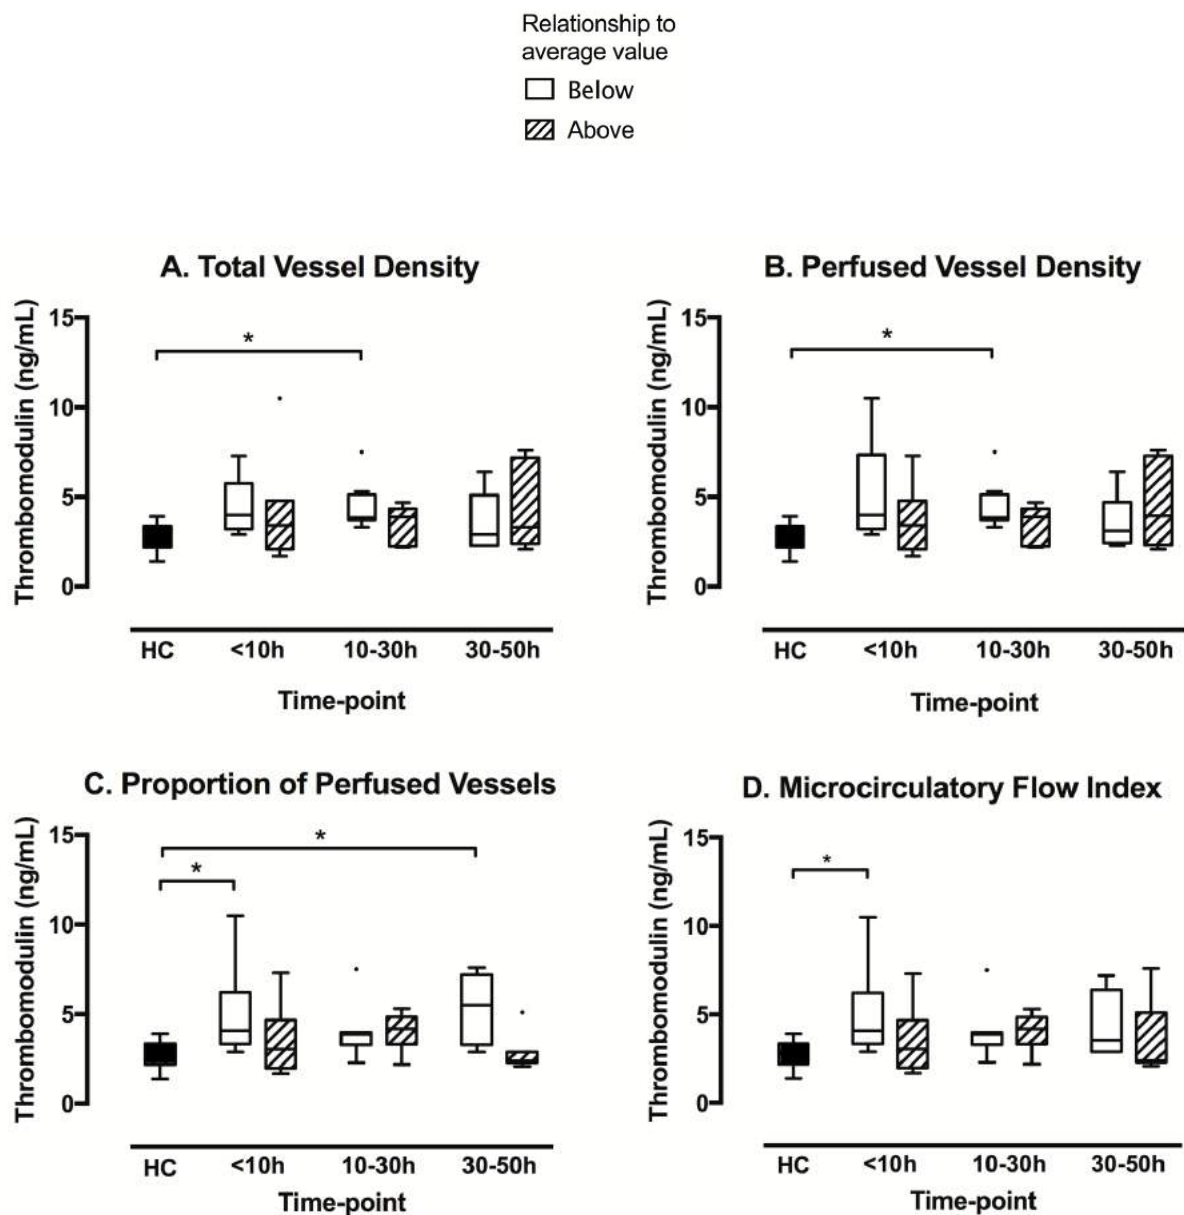 Relationship to
average value
Below
Above
A. Total Vessel Density
Thrombomodulin (ng/mL)
15
*
10
5
0
HC <10h 10-30h 30-50h
Time-point
B. Perfused Vessel Density
Thrombomodulin (ng/mL)
15
*
10
5
0
HC <10h 10-30h 30-50h
Time-point
C. Proportion of Perfused Vessels
Thrombomodulin (ng/mL)
15
*
*
10
5
0
HC <10h 10-30h 30-50h
Time-point
D. Microcirculatory Flow Index
Thrombomodulin (ng/mL)
15
*
10
5
0
HC <10h 10-30h 30-50h
Time-point